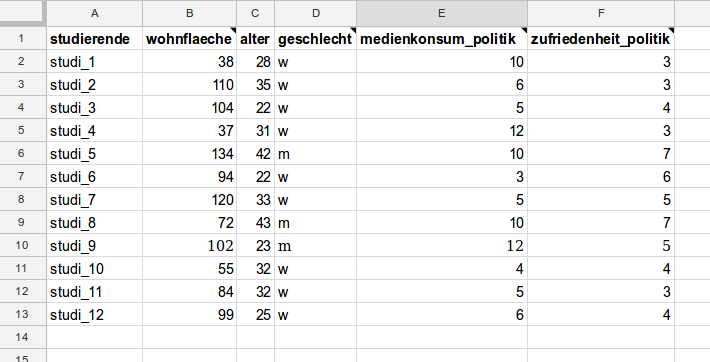 A B C D E F
1 studierende wohnflaeche alter geschlecht medienkonsum_politik zufriedenheit_politik
2 studi_1 38 28 w 10 3
3 studi_2 110 35 w 6 3
4 studi_3 104 22 w 5 4
5 studi_4 37 31 w 12 3
6 studi_5 134 42 m 10 7
7 studi_6 94 22 w 3 6
8 studi_7 120 33 w 5 5
9 studi_8 72 43 m 10 7
10 studi_9 102 23 m 12 5
11 studi_10 55 32 w 4 4
12 studi_11 84 32 w 5 3
13 studi_12 99 25 w 6 4
14
15